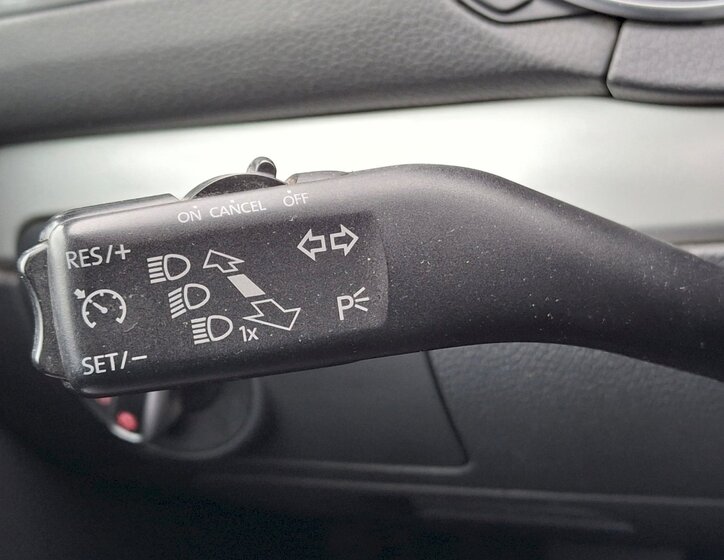 ON CANCEL OFF
RES/+
1x
P
SET/-